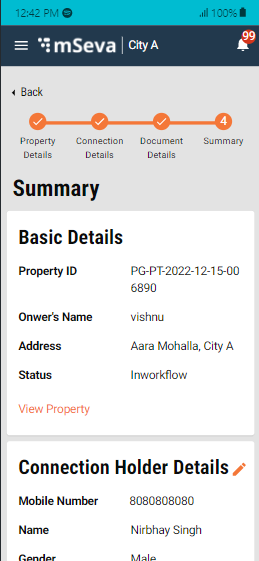 12:42 PM 100%
mSeva City A 99
Back
4
Property Details Connection Details Document Details Summary
Summary
Basic Details
Property ID PG-PT-2022-12-15-00
6890
Onwer's Name vishnu
Address Aara Mohalla, City A
Status Inworkflow
View Property
Connection Holder Details
Mobile Number 8080808080
Name Nirbhay Singh
Gender Male